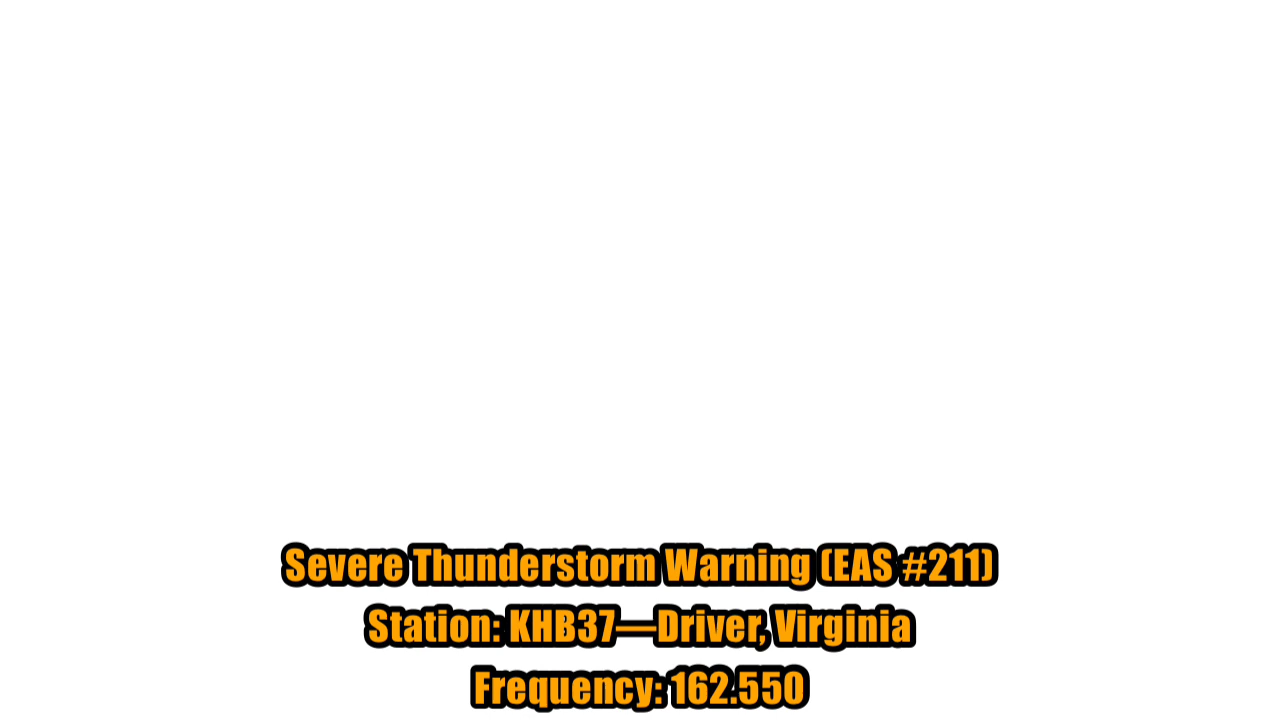 Severe Thunderstorm Warning (EAS #211)
Station: KHB37—Driver, Virginia
Frequency: 162.550